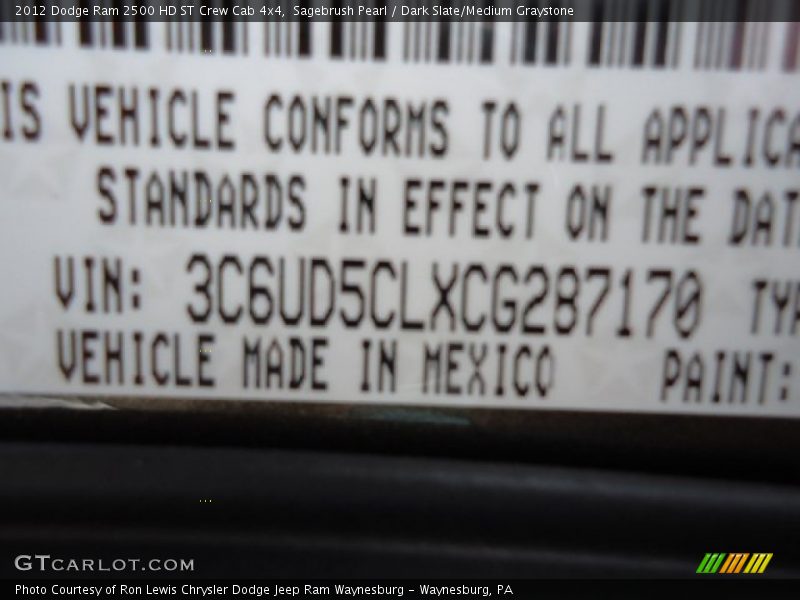 2012 Dodge Ram 2500 HD ST Crew Cab 4x4, Sagebrush Pearl / Dark Slate/Medium Graystone
IS VEHICLE CONFORMS TO ALL APPLICA
STANDARDS IN EFFECT ON THE DAT
VIN: 3C6UD5CLXCG287170 TYP
VEHICLE MADE IN MEXICO PAINT:
GTCARLOT.COM
Photo Courtesy of Ron Lewis Chrysler Dodge Jeep Ram Waynesburg – Waynesburg, PA